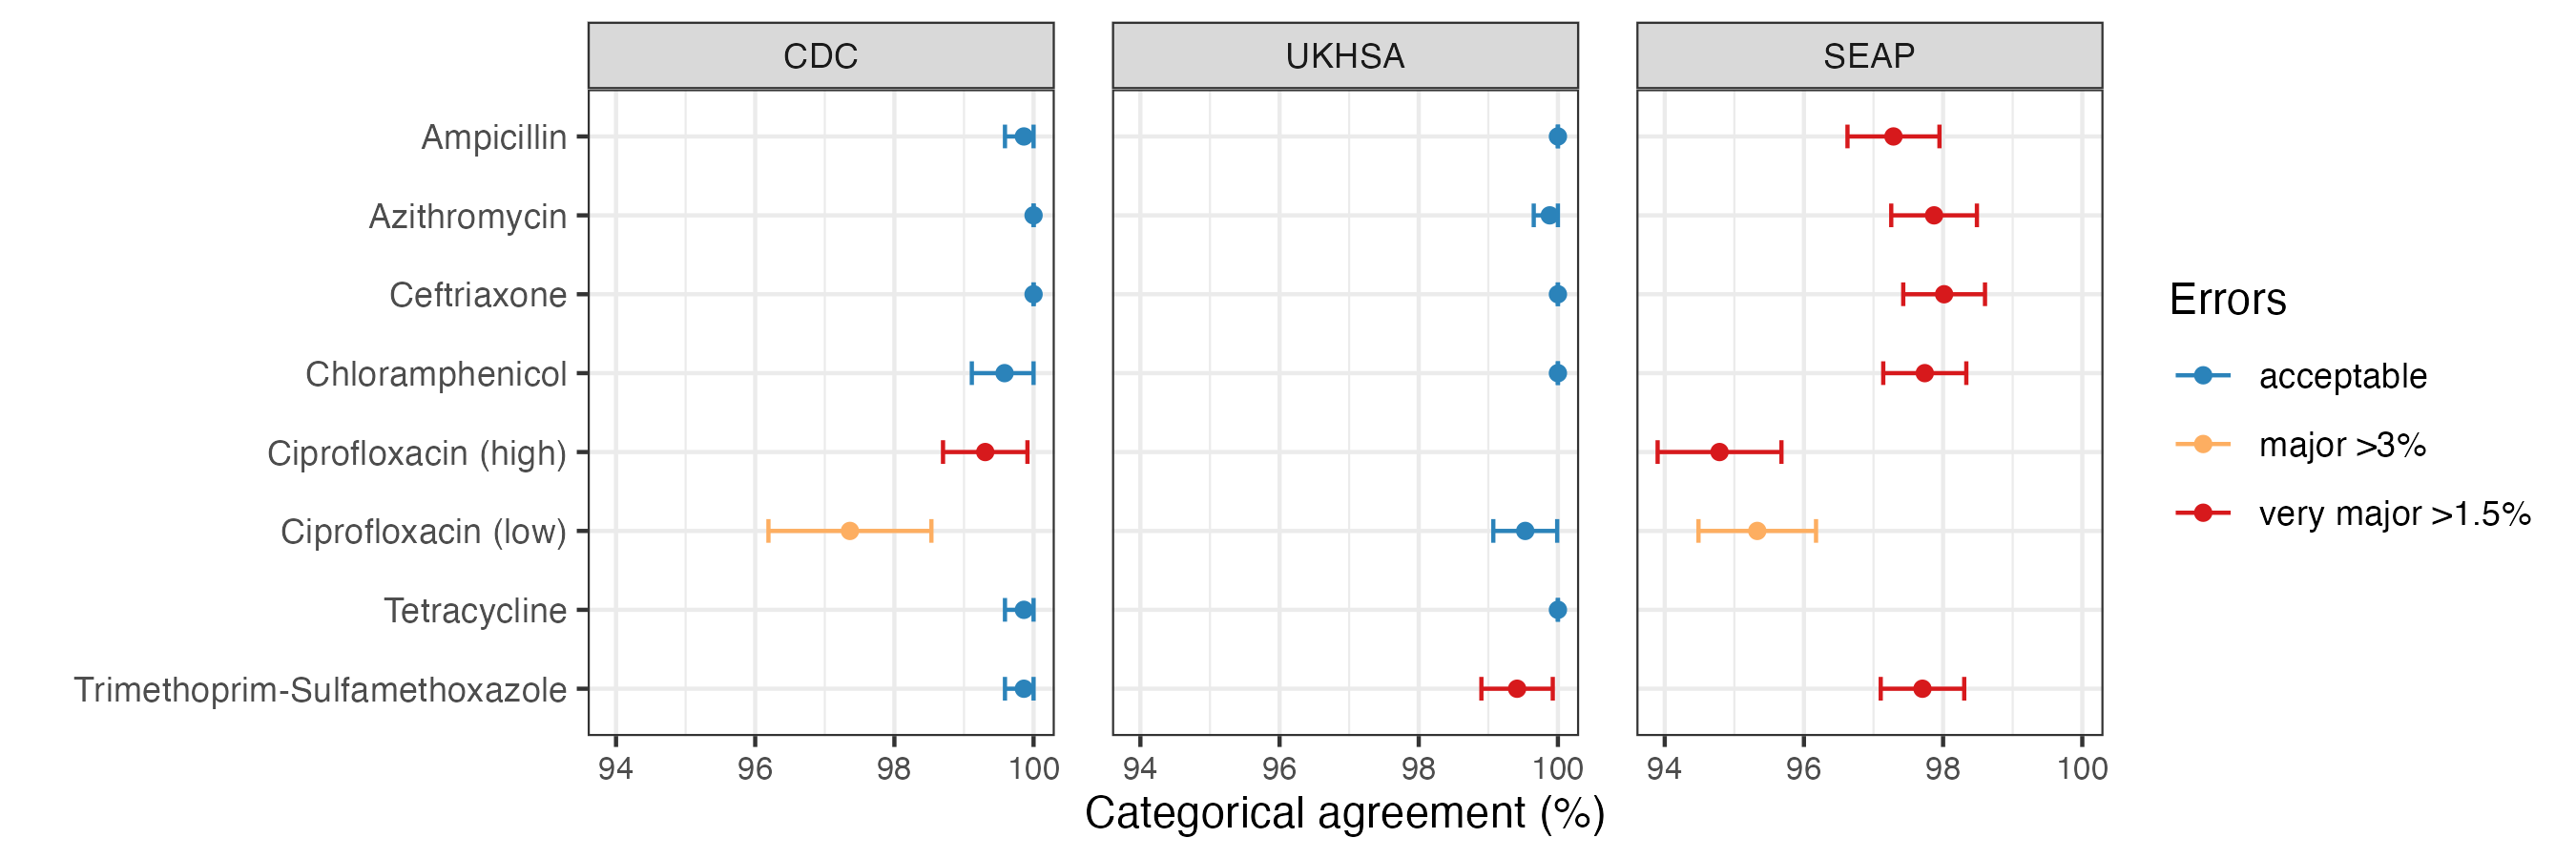 CDC
UKHSA
SEAP
Ampicillin
Azithromycin
Ceftriaxone
Chloramphenicol
Ciprofloxacin (high)
Ciprofloxacin (low)
Tetracycline
Trimethoprim-Sulfamethoxazole
94 96 98 100
94 96 98 100
94 96 98 100
Categorical agreement (%)
Errors
acceptable
major >3%
very major >1.5%